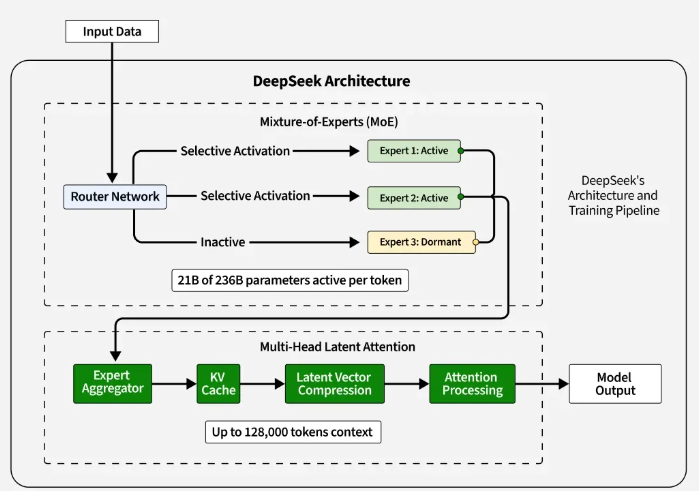 Input Data
DeepSeek Architecture
Mixture-of-Experts (MoE)
Selective Activation
Expert 1: Active
Router Network
Selective Activation
Expert 2: Active
DeepSeek's
Architecture and
Training Pipeline
Inactive
Expert 3: Dormant
21B of 236B parameters active per token
Multi-Head Latent Attention
Expert
Aggregator
KV
Cache
Latent Vector
Compression
Attention
Processing
Model
Output
Up to 128,000 tokens context